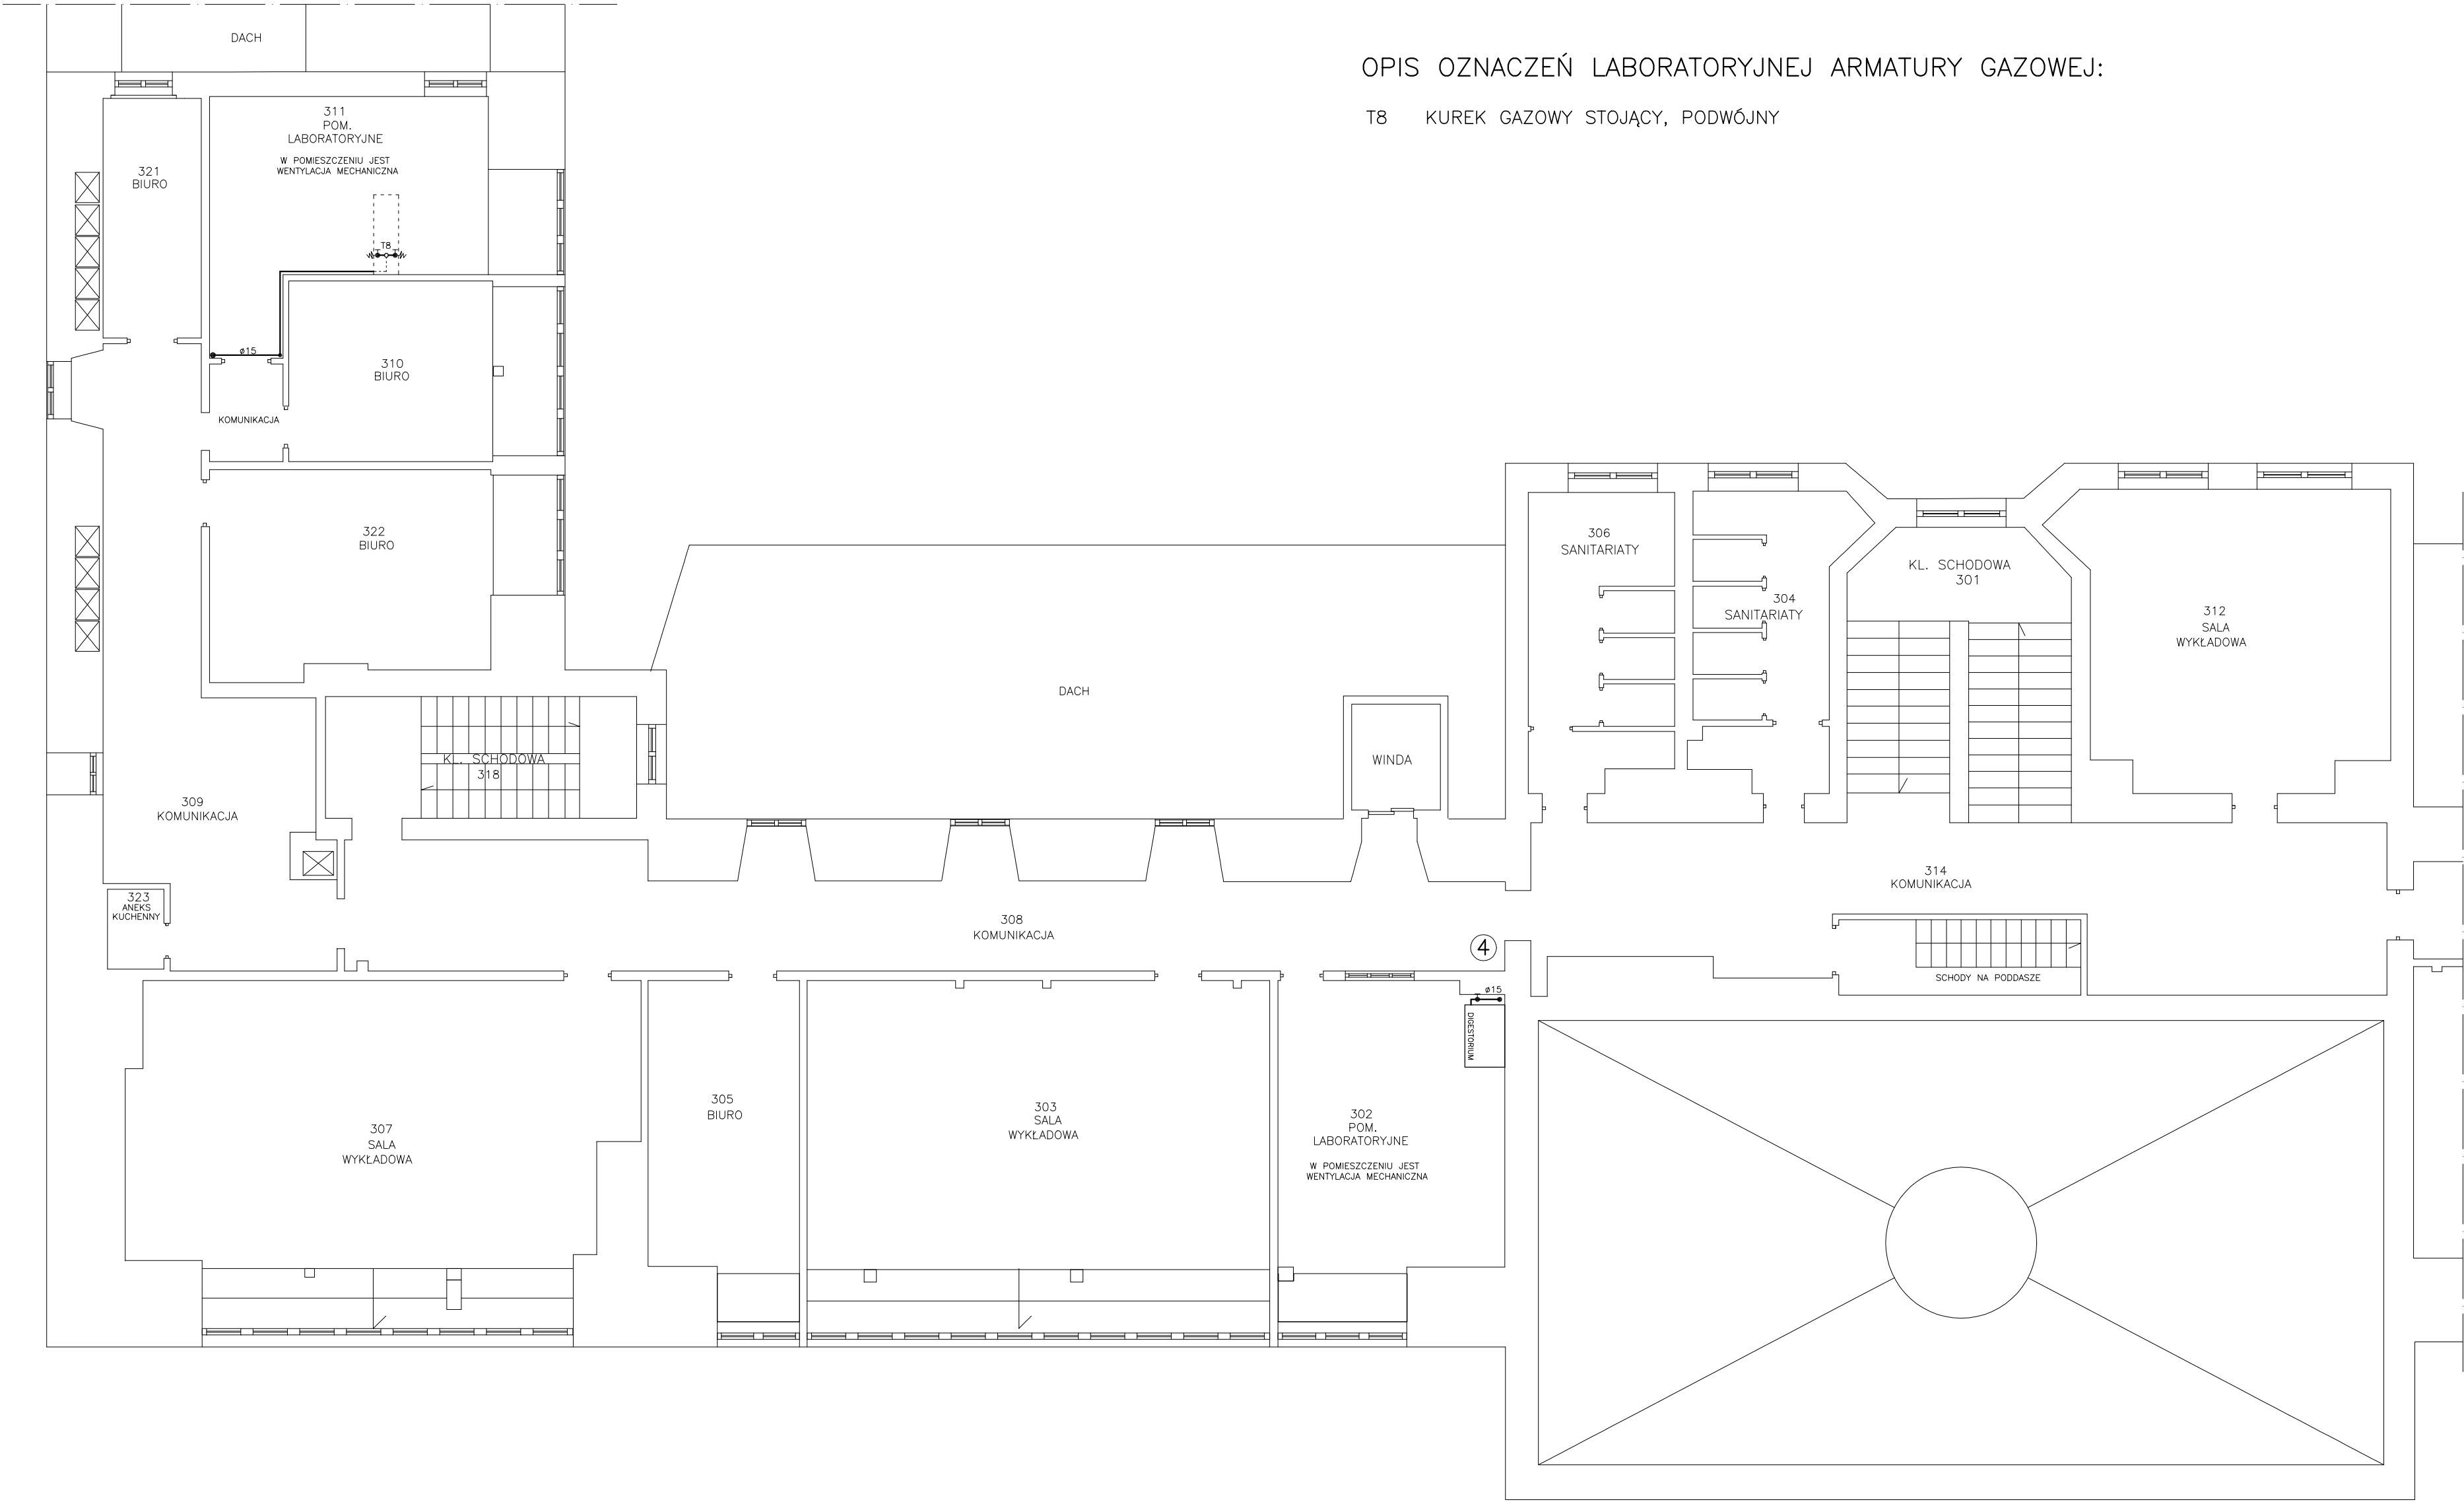 DACH
OPIS OZNACZEŃ LABORATORYJNEJ ARMATURY GAZOWEJ:
T8 KUREK GAZOWY STOJĄCY, PODWÓJNY
311
POM.
LABORATORYJNE
W POMIESZCZENIU JEST
WENTYLACJA MECHANICZNA
321
BIURO
T8
ø15
310
BIURO
KOMUNIKACJA
322
BIURO
306
SANITARIATY
304
SANITARIATY
KL. SCHODOWA
301
312
SALA
WYKŁADOWA
DACH
WINDA
KL. SCHODOWA
318
309
KOMUNIKACJA
323
ANEKS
KUCHENNY
308
KOMUNIKACJA
314
KOMUNIKACJA
4
SCHODY NA PODDASZE
ø15
DIGESTORIUM
307
SALA
WYKŁADOWA
305
BIURO
303
SALA
WYKŁADOWA
302
POM.
LABORATORYJNE
W POMIESZCZENIU JEST
WENTYLACJA MECHANICZNA